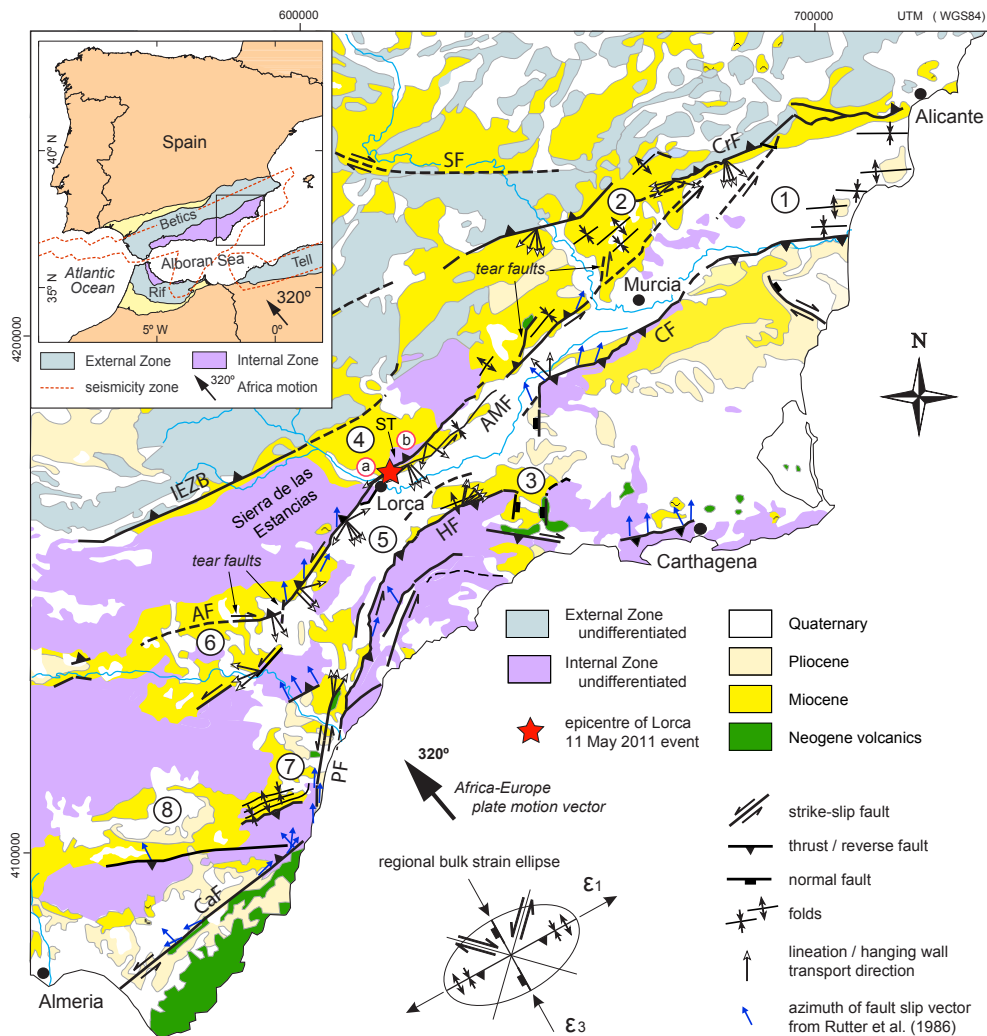 600000
700000
UTM ( WGS84)
4200000
4100000
Spain
40° N
35° N
Betics
Alboran Sea
Atlantic
Ocean
Rif
Tell
320º
5º W
0°
External Zone
Internal Zone
seismicity zone
320º
Africa motion
Alicante
SF
CrF
1
2
tear faults
Murcia
CF
N
AMF
4
ST
b
a
IEZB
Lorca
Sierra de las
Estancias
3
5
HF
Carthagena
tear faults
AF
6
PF
7
8
CaF
Almeria
External Zone
undifferentiated
Internal Zone
undifferentiated
epicentre of Lorca
11 May 2011 event
Quaternary
Pliocene
Miocene
Neogene volcanics
320º
Africa-Europe
plate motion vector
regional bulk strain ellipse
ε1
ε3
strike-slip fault
thrust / reverse fault
normal fault
folds
lineation / hanging wall
transport direction
azimuth of fault slip vector
from Rutter et al. (1986)